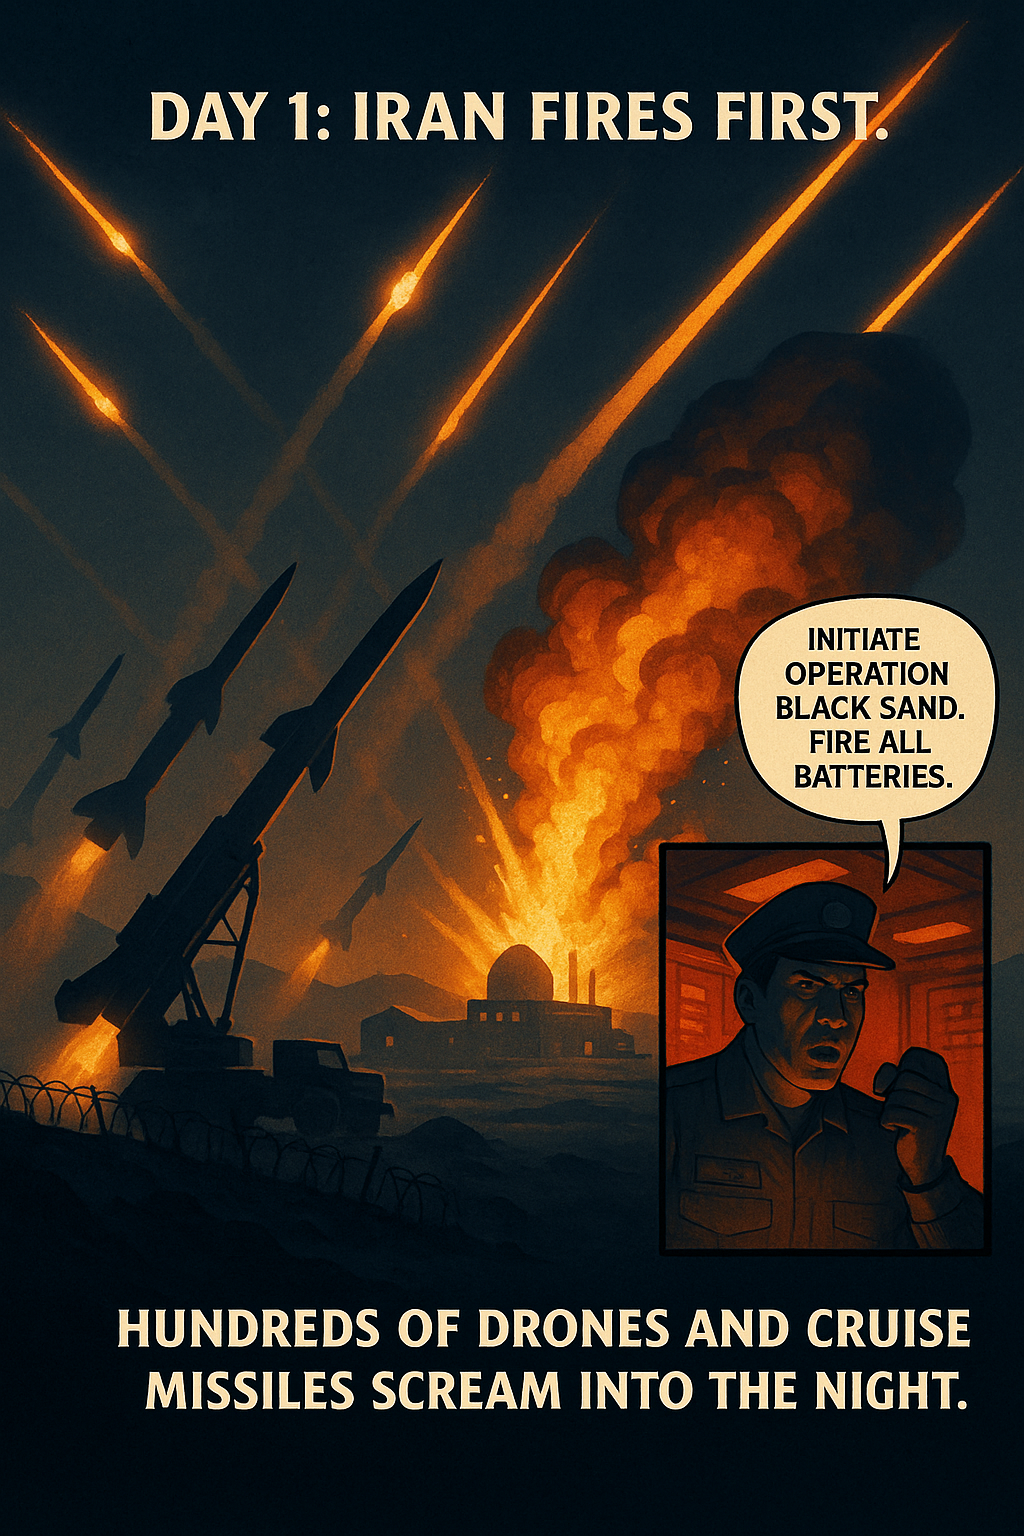 DAY 1: IRAN FIRES FIRST.
INITIATE
OPERATION
BLACK SAND.
FIRE ALL
BATTERIES.
HUNDREDS OF DRONES AND CRUISE
MISSILES SCREAM INTO THE NIGHT.